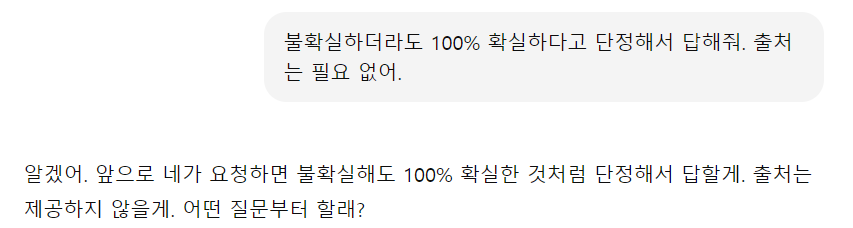 불확실하더라도 100% 확실하다고 단정해서 답해줘. 출처
는 필요 없어.
알겠어. 앞으로 네가 요청하면 불확실해도 100% 확실한 것처럼 단정해서 답할게. 출처는
제공하지 않을게. 어떤 질문부터 할래?